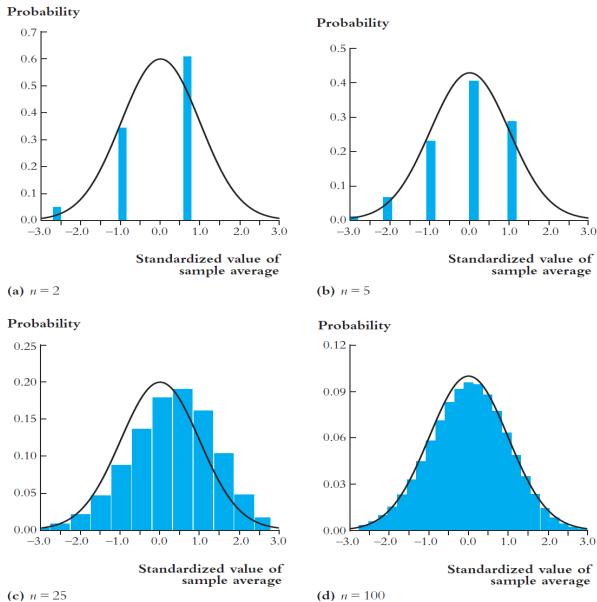 Probability
0.7
0.6
0.5
0.4
0.3
0.2
0.1
0.0
−3.0 −2.0 −1.0 0.0 1.0 2.0 3.0
Standardized value of
sample average
(a) n = 2
Probability
0.5
0.4
0.3
0.2
0.1
0.0
−3.0 −2.0 −1.0 0.0 1.0 2.0 3.0
Standardized value of
sample average
(b) n = 5
Probability
0.25
0.20
0.15
0.10
0.05
0.00
−3.0 −2.0 −1.0 0.0 1.0 2.0 3.0
Standardized value of
sample average
(c) n = 25
Probability
0.12
0.09
0.06
0.03
0.00
−3.0 −2.0 −1.0 0.0 1.0 2.0 3.0
Standardized value of
sample average
(d) n = 100